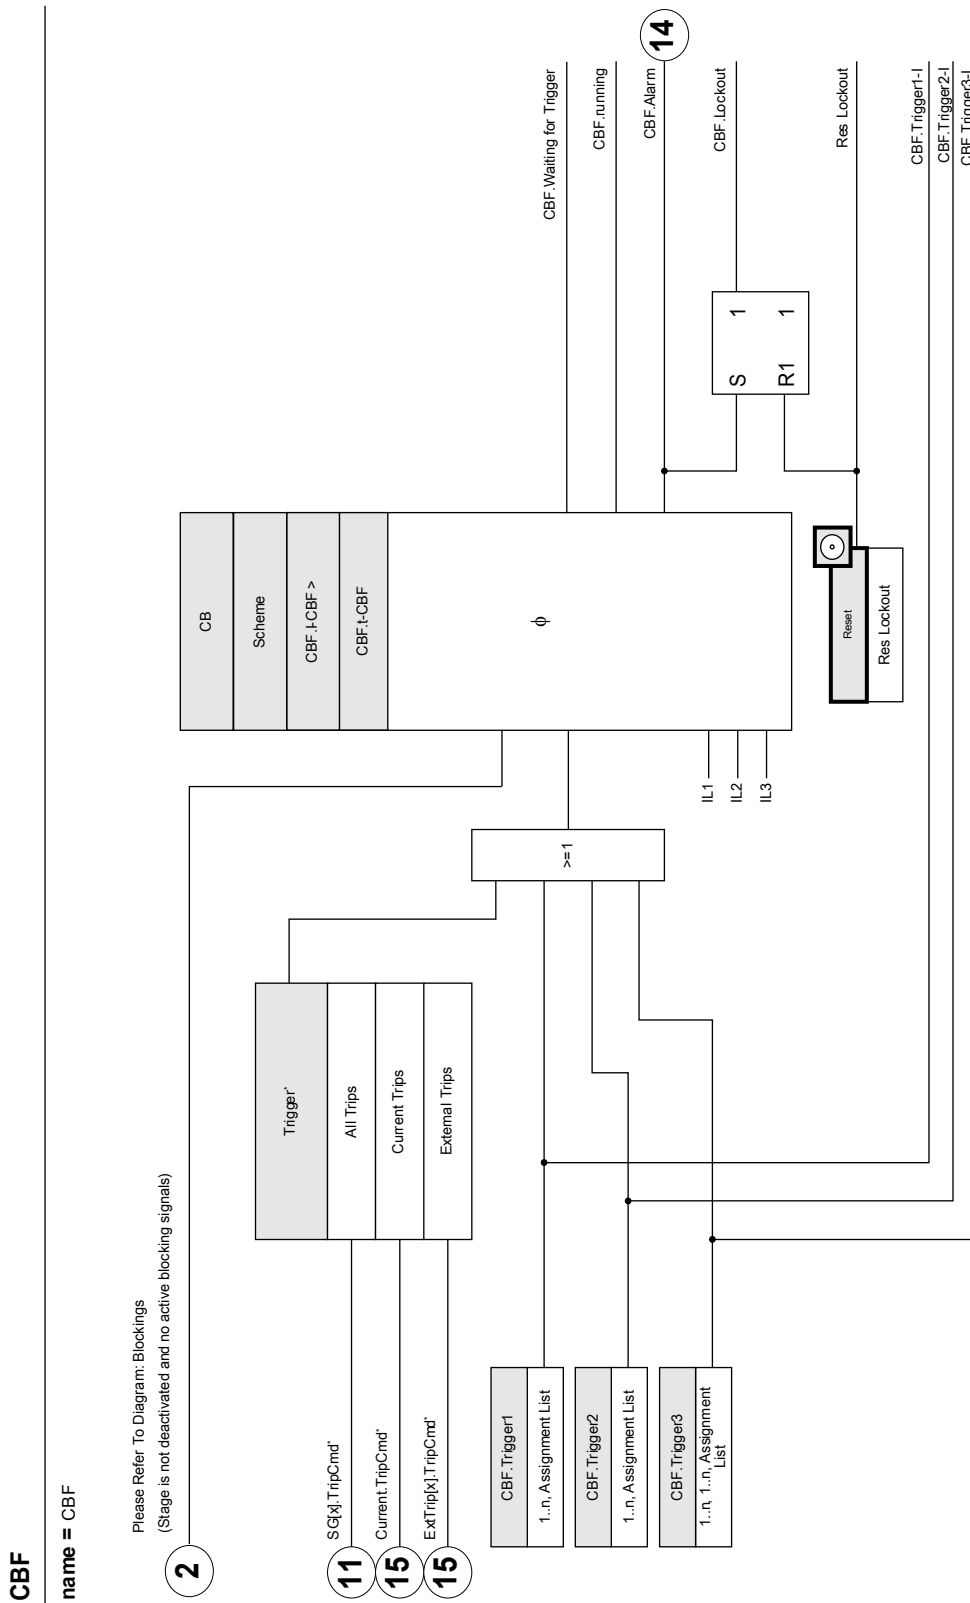 CBF
name = CBF
2
Please Refer To Diagram: Blockings
(Stage is not deactivated and no active blocking signals)
11
SG[x].TripCmd'
15
Current.TripCmd'
15
ExtTrip[x].TripCmd'
Trigger'
All Trips
Current Trips
External Trips
CBF.Trigger1
1..n, Assignment List
CBF.Trigger2
1..n, Assignment List
CBF.Trigger3
1..n, 1..n, Assignment
List
>=1
CB
Scheme
CBF.I-CBF >
CBF.t-CBF
φ
IL1
IL2
IL3
Reset
Res Lockout
S 1
R1 1
CBF.Waiting for Trigger
CBF.running
CBF.Alarm
14
CBF.Lockout
Res Lockout
CBF.Trigger1-I
CBF.Trigger2-I
CBF.Trigger3-I